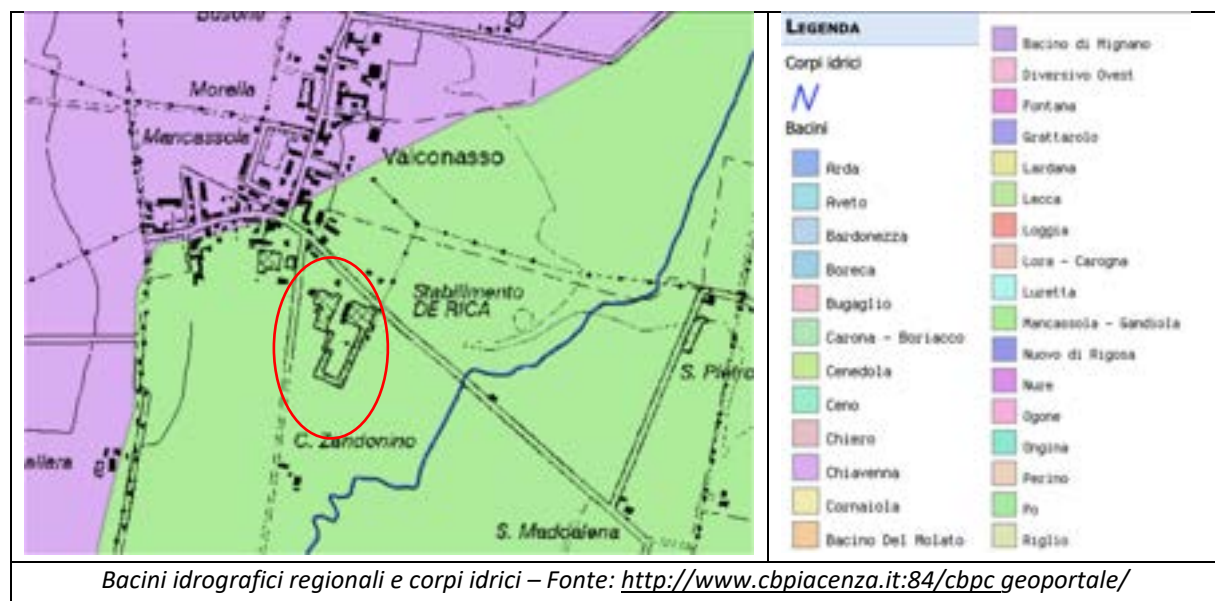 Morella
Mancassola
Valconasso
Stabilimento
DE RICA
S. Pietro
C. Zandonino
allara
S. Maddalena
LEGENDA
Corpi idrici
Bacini
Arda
Aveto
Bardonezza
Boreca
Bugaglio
Carona - Boriacco
Cenedola
Ceno
Chiero
Chiavenna
Cornaiola
Bacino Del Molato
Bacino di Mignano
Diversivo Ovest
Fontana
Grattarolo
Lardana
Lecca
Loggia
Lora - Carogna
Luretta
Mancassola - Gandiola
Nuovo di Rigosa
Nure
Ogone
Ongina
Perino
Po
Riglio
Bacini idrografici regionali e corpi idrici – Fonte: http://www.cbpiacenza.it:84/cbpc geoportale/